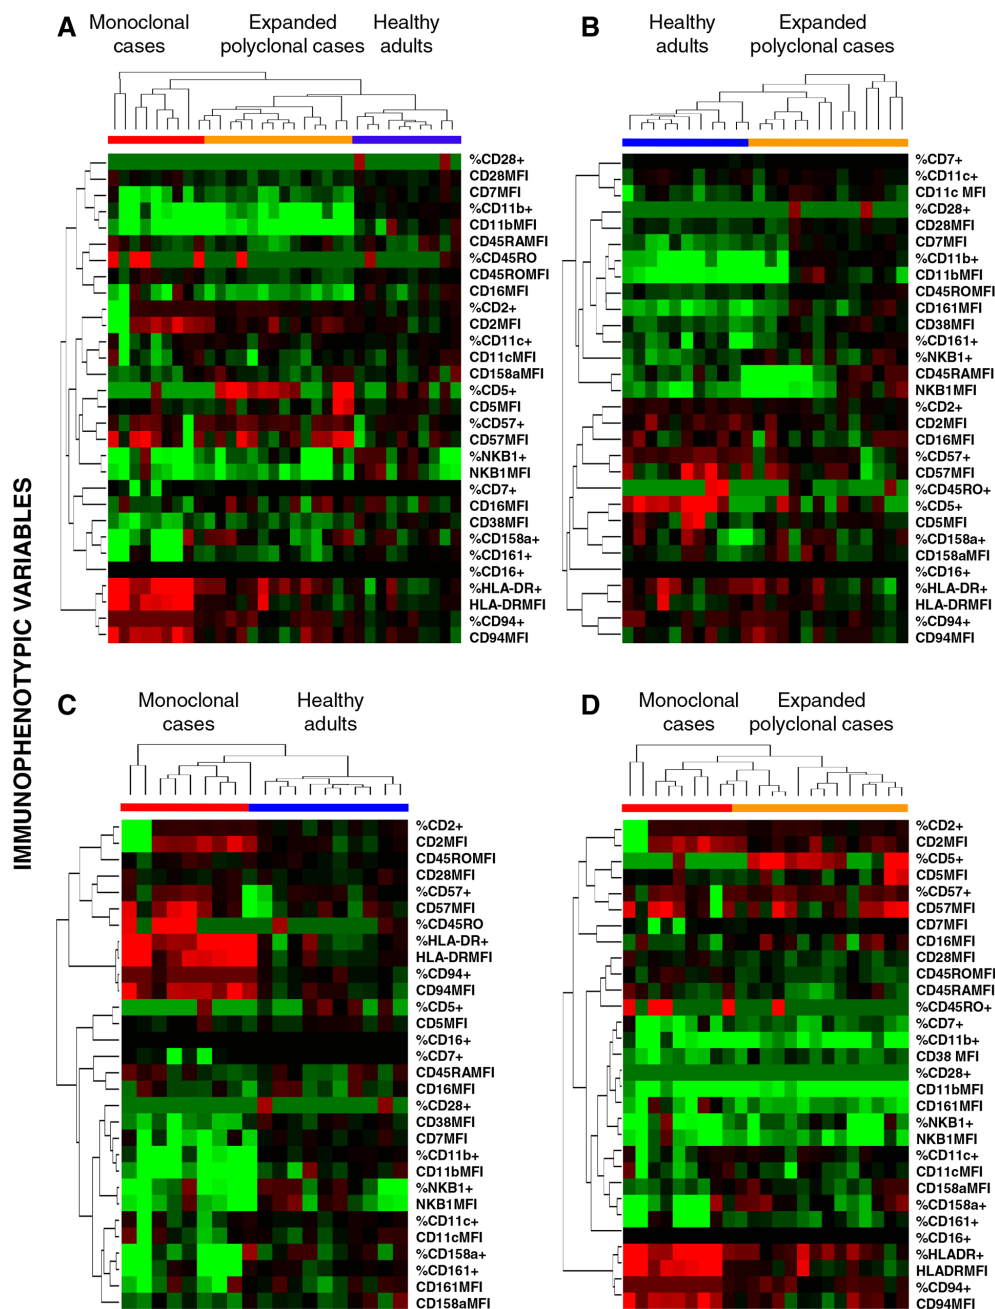 A
Monoclonal
cases
Expanded
polyclonal cases
Healthy
adults
%CD28+
CD28MFI
CD7MFI
%CD11b+
CD11bMFI
CD45RAMFI
%CD45RO
CD45ROMFI
CD16MFI
%CD2+
CD2MFI
%CD11c+
CD11cMFI
CD158aMFI
%CD5+
CD5MFI
%CD57+
CD57MFI
%NKB1+
NKB1MFI
%CD7+
CD16MFI
CD38MFI
%CD158a+
%CD161+
%CD16+
%HLA-DR+
HLA-DRMFI
%CD94+
CD94MFI
B
Healthy
adults
Expanded
polyclonal cases
%CD7+
%CD11c+
CD11c MFI
%CD28+
CD28MFI
CD7MFI
%CD11b+
CD11bMFI
CD45ROMFI
CD161MFI
CD38MFI
%CD161+
%NKB1+
CD45RAMFI
NKB1MFI
%CD2+
CD2MFI
CD16MFI
%CD57+
CD57MFI
%CD45RO+
%CD5+
CD5MFI
%CD158a+
CD158aMFI
%CD16+
%HLA-DR+
HLA-DRMFI
%CD94+
CD94MFI
IMMUNOPHENOTYPIC VARIABLES
C
Monoclonal
cases
Healthy
adults
%CD2+
CD2MFI
CD45ROMFI
CD28MFI
%CD57+
CD57MFI
%CD45RO
%HLA-DR+
HLA-DRMFI
%CD94+
CD94MFI
%CD5+
CD5MFI
%CD16+
%CD7+
CD45RAMFI
CD16MFI
%CD28+
CD38MFI
CD7MFI
%CD11b+
CD11bMFI
%NKB1+
NKB1MFI
%CD11c+
CD11cMFI
%CD158a+
%CD161+
CD161MFI
CD158aMFI
D
Monoclonal
cases
Expanded
polyclonal cases
%CD2+
CD2MFI
%CD5+
CD5MFI
%CD57+
CD57MFI
CD7MFI
CD16MFI
CD28MFI
CD45ROMFI
CD45RAMFI
%CD45RO+
%CD7+
%CD11b+
CD38 MFI
%CD28+
CD11bMFI
CD161MFI
%NKB1+
NKB1MFI
%CD11c+
CD11cMFI
CD158aMFI
%CD158a+
%CD161+
%CD16+
%HLADR+
HLADRMFI
%CD94+
CD94MFI